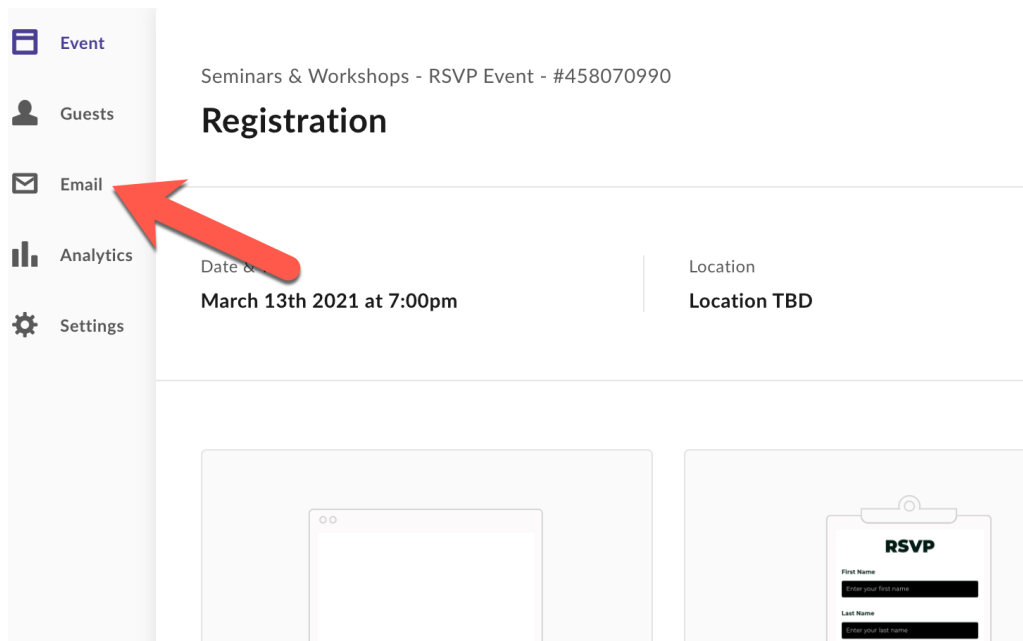 Event
Guests
Email
Analytics
Settings
Seminars & Workshops - RSVP Event - #458070990
Registration
Date &
March 13th 2021 at 7:00pm
Location
Location TBD
RSVP
First Name
Enter your first name
Last Name
Enter your last name